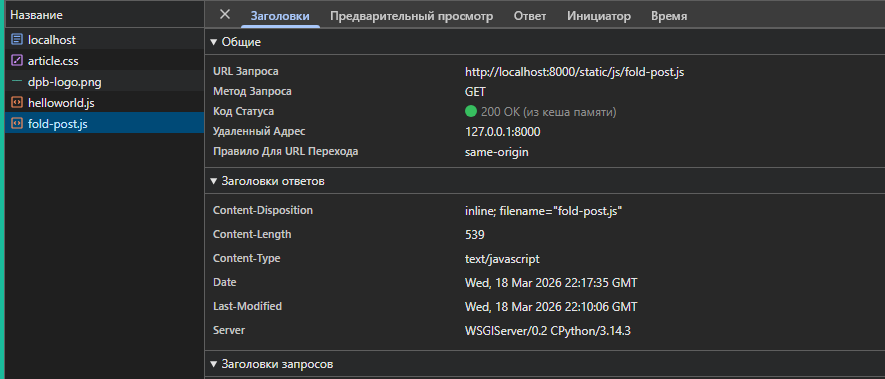 Название
localhost
article.css
dpb-logo.png
helloworld.js
fold-post.js
Заголовки Предварительный просмотр Ответ Инициатор Время
Общие
URL Запроса http://localhost:8000/static/js/fold-post.js
Метод Запроса GET
Код Статуса 200 OK (из кеша памяти)
Удаленный Адрес 127.0.0.1:8000
Правило Для URL Перехода same-origin
Заголовки ответов
Content-Disposition inline; filename="fold-post.js"
Content-Length 539
Content-Type text/javascript
Date Wed, 18 Mar 2026 22:17:35 GMT
Last-Modified Wed, 18 Mar 2026 22:10:06 GMT
Server WSGIServer/0.2 CPython/3.14.3
Заголовки запросов